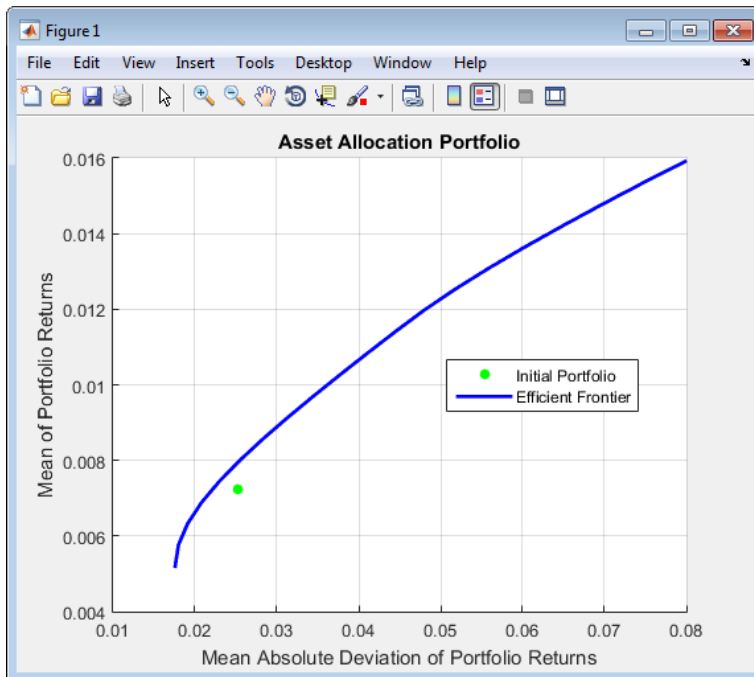 Figure 1
File Edit View Insert Tools Desktop Window Help
Asset Allocation Portfolio
0.016
0.014
0.012
0.01
0.008
0.006
0.004
Mean of Portfolio Returns
Initial Portfolio
Efficient Frontier
0.01 0.02 0.03 0.04 0.05 0.06 0.07 0.08
Mean Absolute Deviation of Portfolio Returns